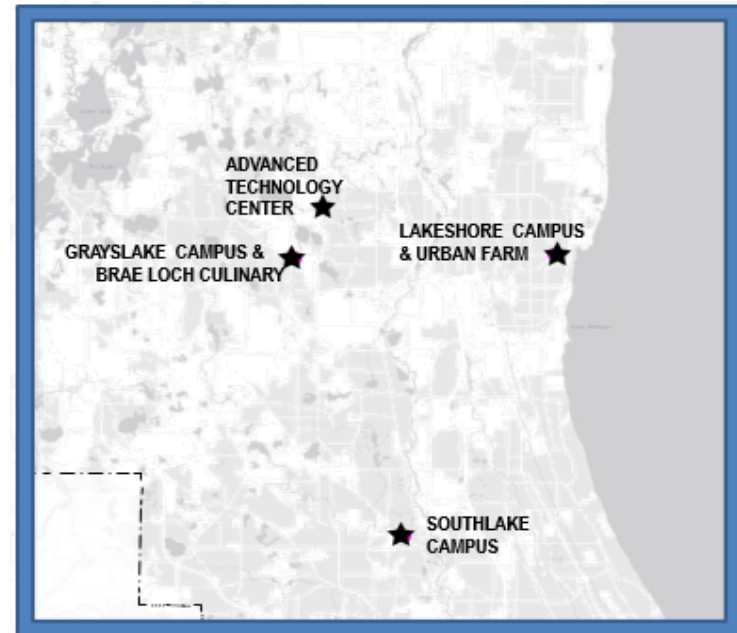 ADVANCED
TECHNOLOGY
CENTER
GRAYSLAKE CAMPUS &
BRAE LOCH CULINARY
LAKESHORE CAMPUS
& URBAN FARM
SOUTHLAKE
CAMPUS